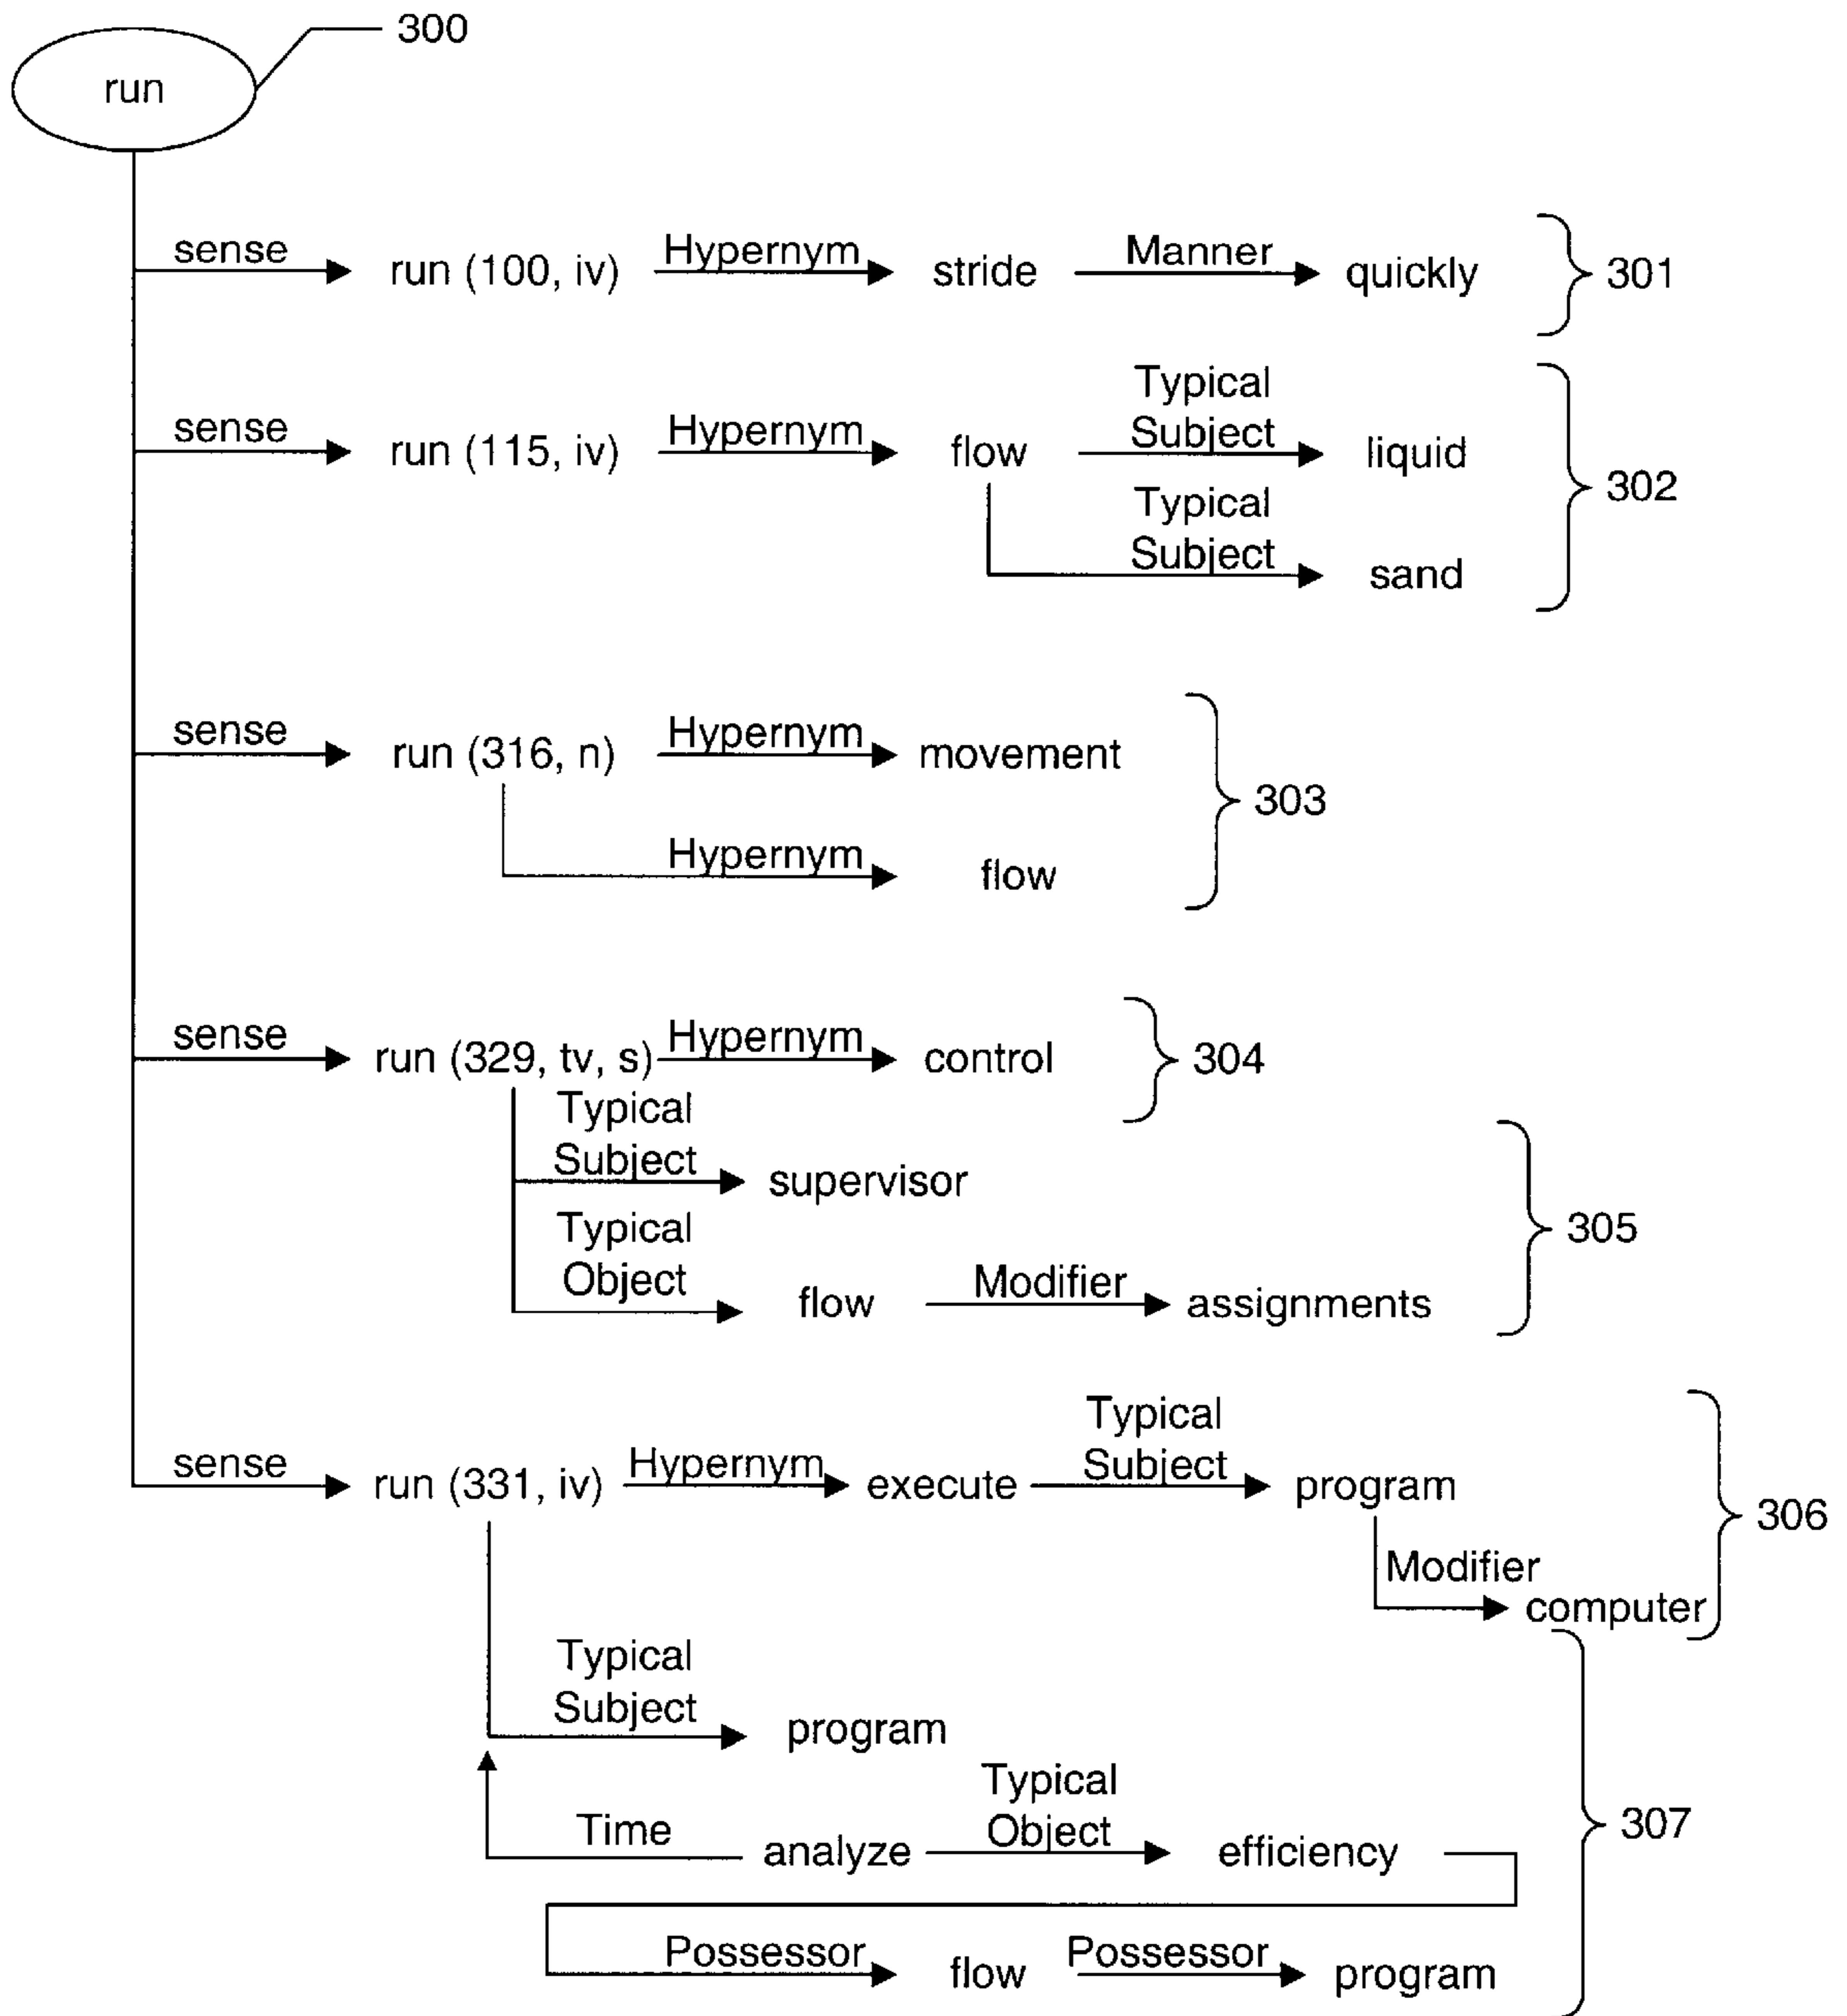 300
run
sense Hypernym Manner
run (100, iv) stride quickly 301
Typical
sense Hypernym Subject
run (115, iv) flow liquid
302
Typical
Subject
sand
sense Hypernym
run (316, n) movement
303
Hypernym
flow
sense Hypernym
run (329, tv, s) control 304
Typical
Subject
supervisor
305
Typical
Object Modifier
flow assignments
Typical
sense Hypernym Subject
run (331, iv) execute program
306
Modifier
computer
Typical
Subject
program
Typical
Time Object
307
analyze efficiency
Possessor Possessor
flow program